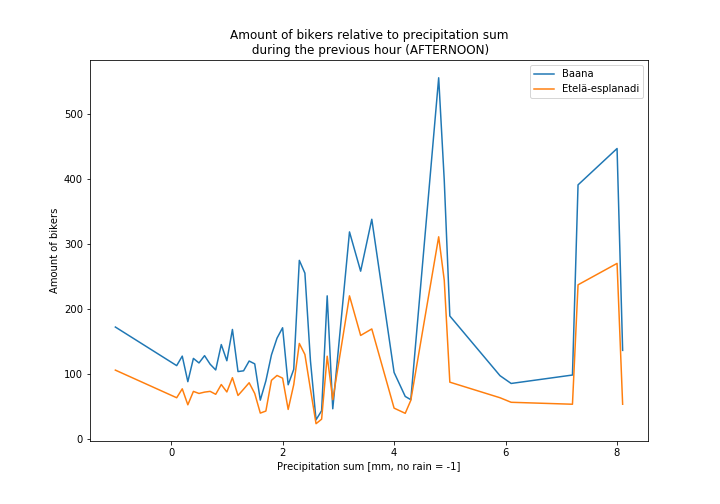 Amount of bikers relative to precipitation sum
during the previous hour (AFTERNOON)
Baana
Etelä-esplanadi
Amount of bikers
500
400
300
200
100
0
0 2 4 6 8
Precipitation sum [mm, no rain = -1]